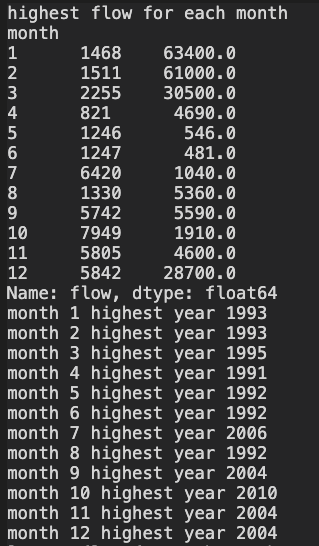 highest flow for each month
month
1      1468    63400.0
2      1511    61000.0
3      2255    30500.0
4      821      4690.0
5      1246      546.0
6      1247      481.0
7      6420     1040.0
8      1330     5360.0
9      5742     5590.0
10     7949     1910.0
11     5805     4600.0
12     5842    28700.0
Name: flow, dtype: float64
month 1 highest year 1993
month 2 highest year 1993
month 3 highest year 1995
month 4 highest year 1991
month 5 highest year 1992
month 6 highest year 1992
month 7 highest year 2006
month 8 highest year 1992
month 9 highest year 2004
month 10 highest year 2010
month 11 highest year 2004
month 12 highest year 2004